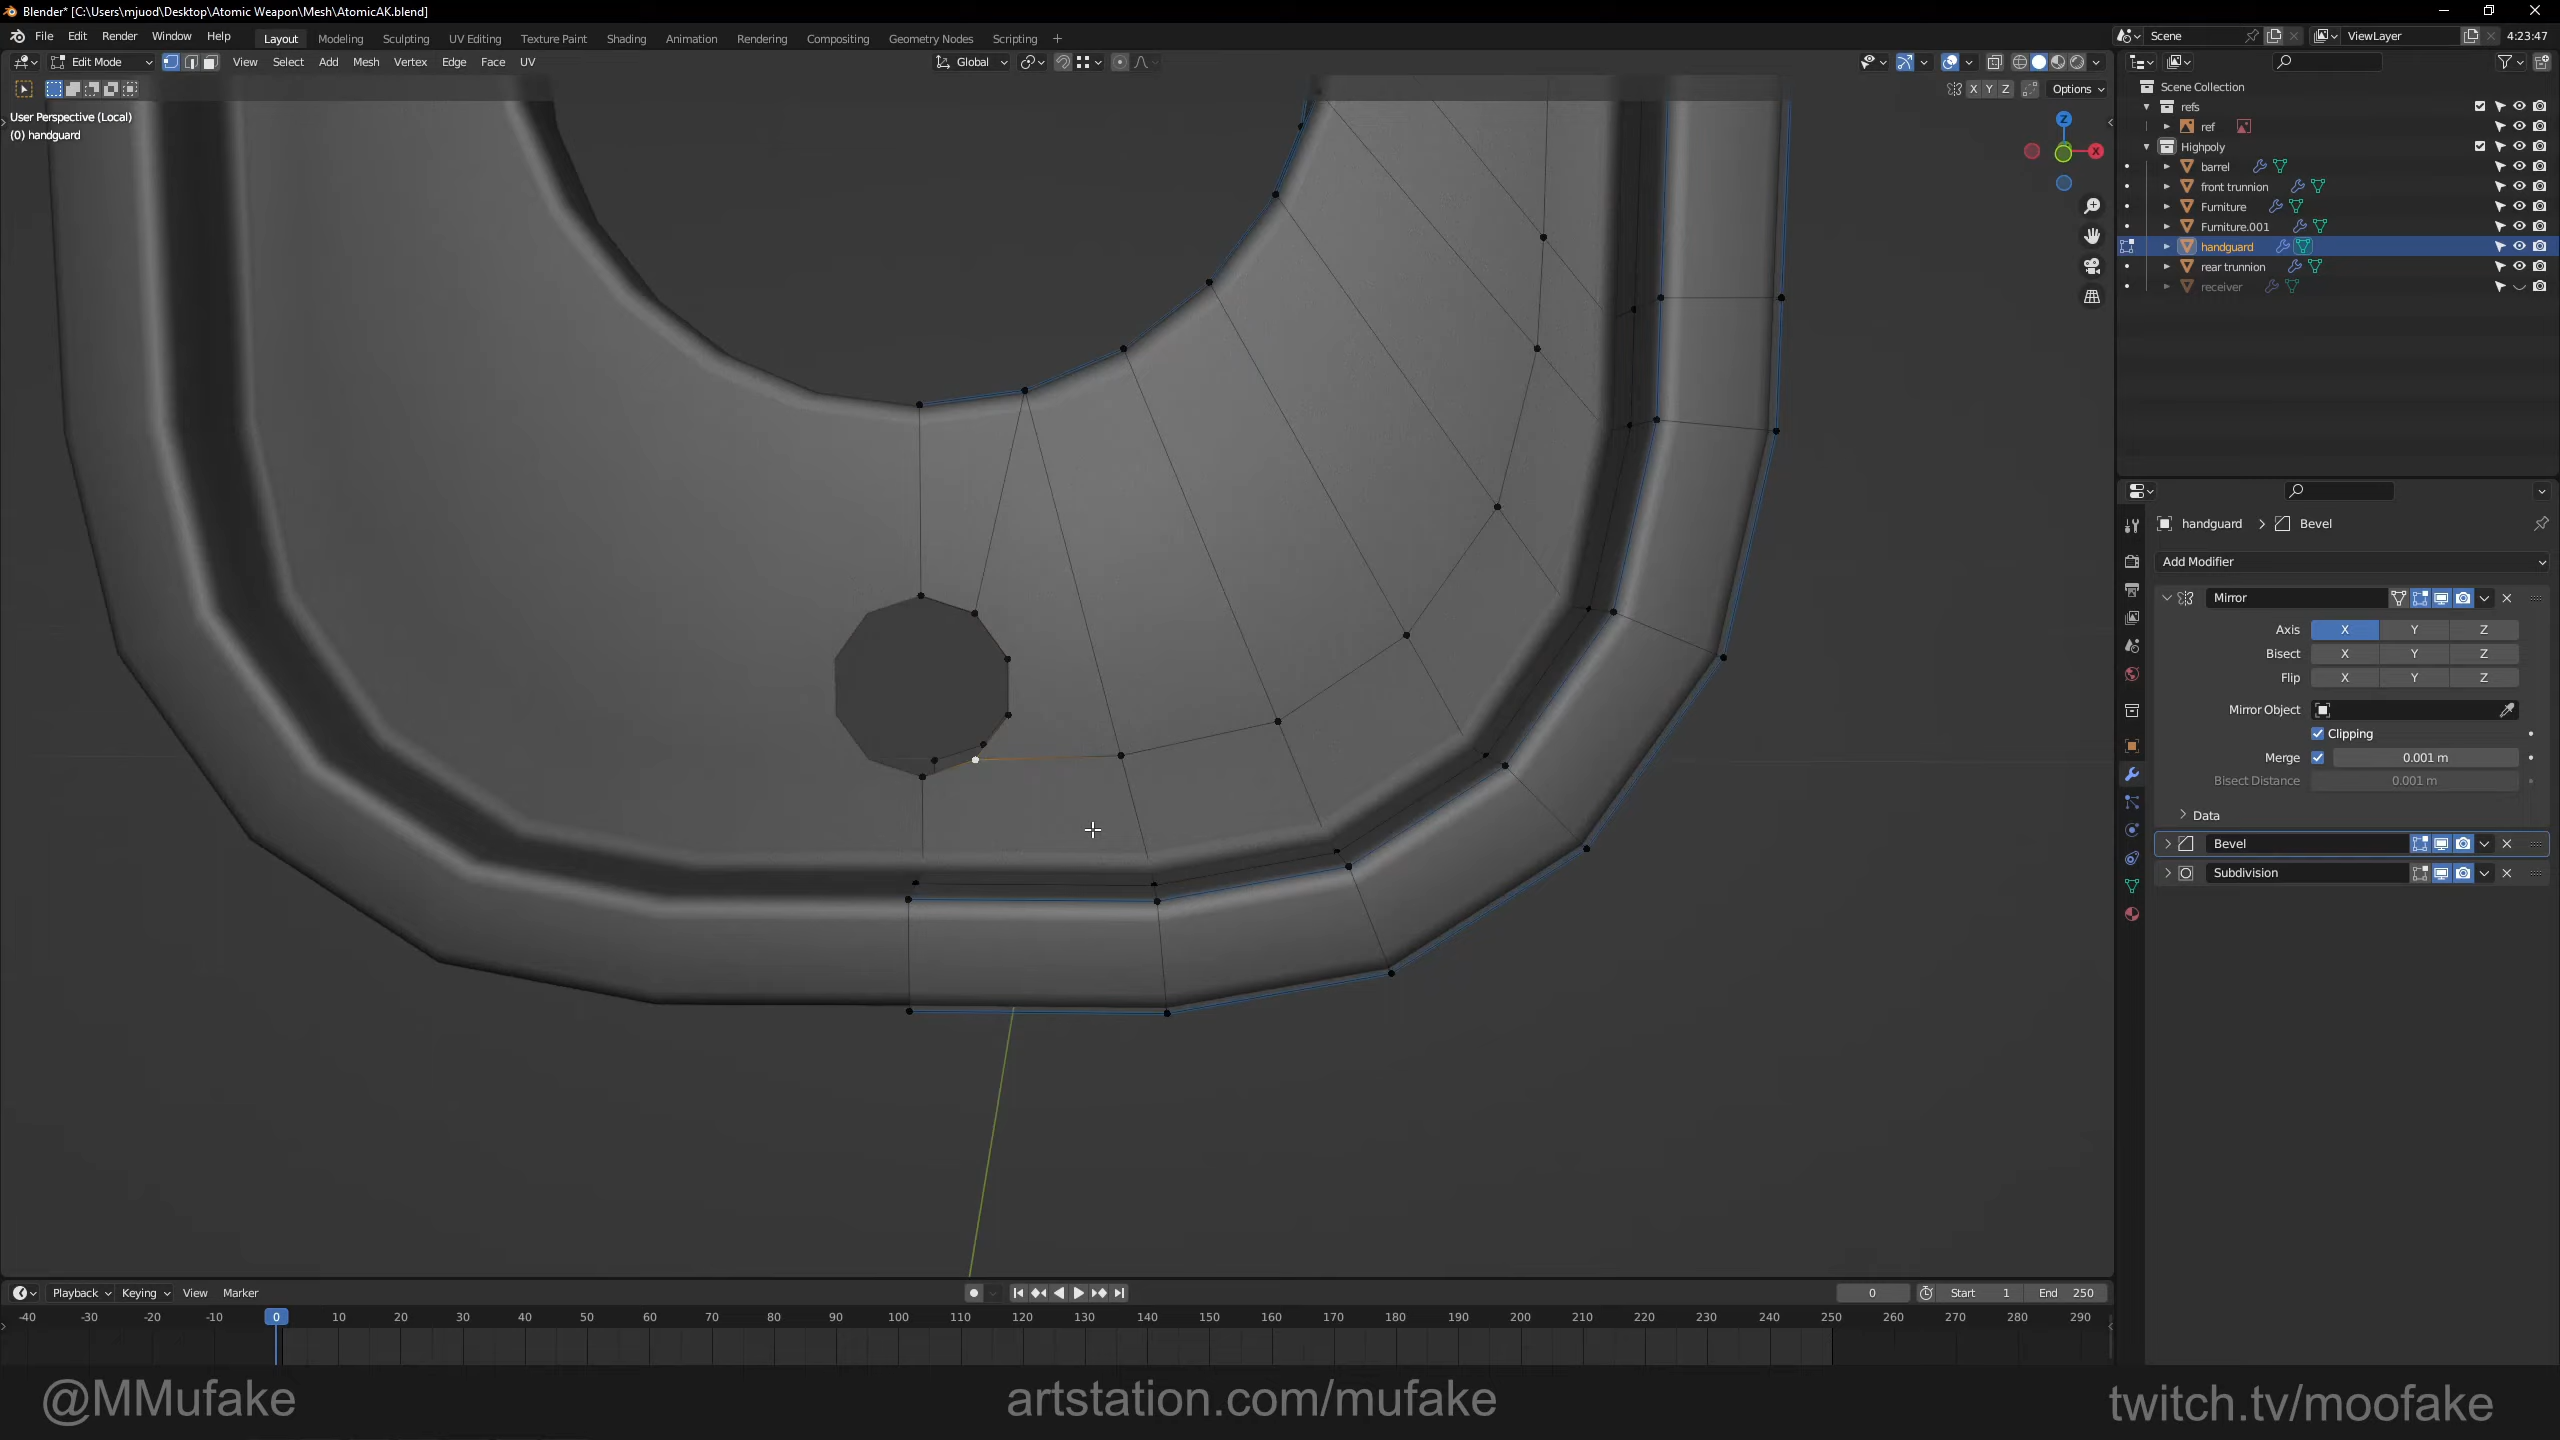 Blender* [C:\Users\mjuod\Desktop\Atomic Weapon\Mesh\AtomicAK.blend]
File Edit Render Window Help Layout Modeling Sculpting UV Editing Texture Paint Shading Animation Rendering Compositing Geometry Nodes Scripting + Scene ViewLayer 4:23:47
Edit Mode View Select Add Mesh Vertex Edge Face UV Global
X Y Z Options
User Perspective (Local)
(0) handguard
Z
X
Scene Collection
refs
ref
Highpoly
barrel
front trunnion
Furniture
Furniture.001
handguard
rear trunnion
receiver
handguard > Bevel
Add Modifier
Mirror
Axis X Y Z
Bisect X Y Z
Flip X Y Z
Mirror Object
Clipping
Merge 0.001 m
Bisect Distance 0.001 m
Data
Bevel
Subdivision
Playback Keying View Marker 0 Start 1 End 250
-40 -30 -20 -10 0 10 20 30 40 50 60 70 80 90 100 110 120 130 140 150 160 170 180 190 200 210 220 230 240 250 260 270 280 290
@MMufake artstation.com/mufake twitch.tv/moofake